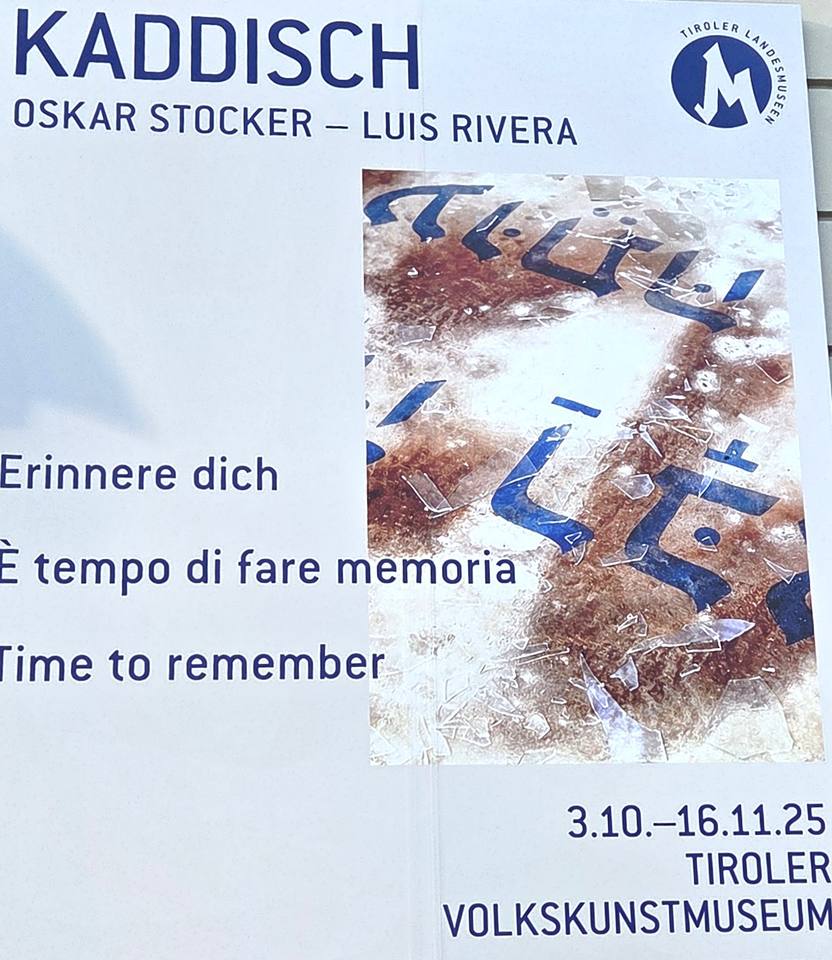 KADDISCH
OSKAR STOCKER – LUIS RIVERA
TIROLER LANDESMUSEEN
M
Erinnere dich
È tempo di fare memoria
Time to remember
3.10.–16.11.25
TIROLER
VOLKSKUNSTMUSEUM